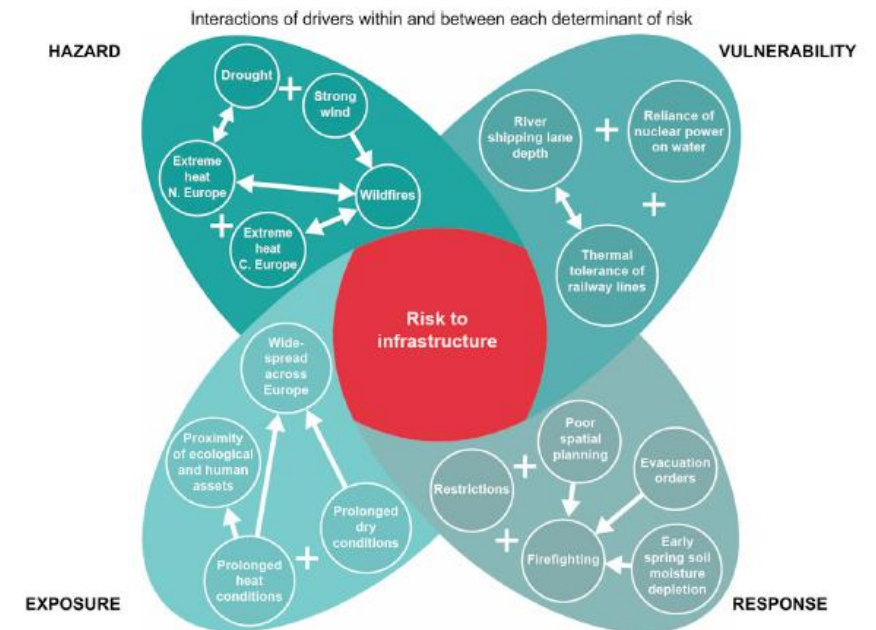 Interactions of drivers within and between each determinant of risk
HAZARD
VULNERABILITY
Drought
+
Strong
wind
Extreme
heat
N. Europe
Wildfires
+
Extreme
heat
C. Europe
River
shipping lane
depth
+
Reliance of
nuclear power
on water
+
Thermal
tolerance of
railway lines
Risk to
infrastructure
Wide-
spread
across
Europe
Proximity
of ecological
and human
assets
Prolonged
dry
conditions
+
Prolonged
heat
conditions
Poor
spatial
planning
+
Restrictions
Evacuation
orders
+
Firefighting
Early
spring soil
moisture
depletion
EXPOSURE
RESPONSE